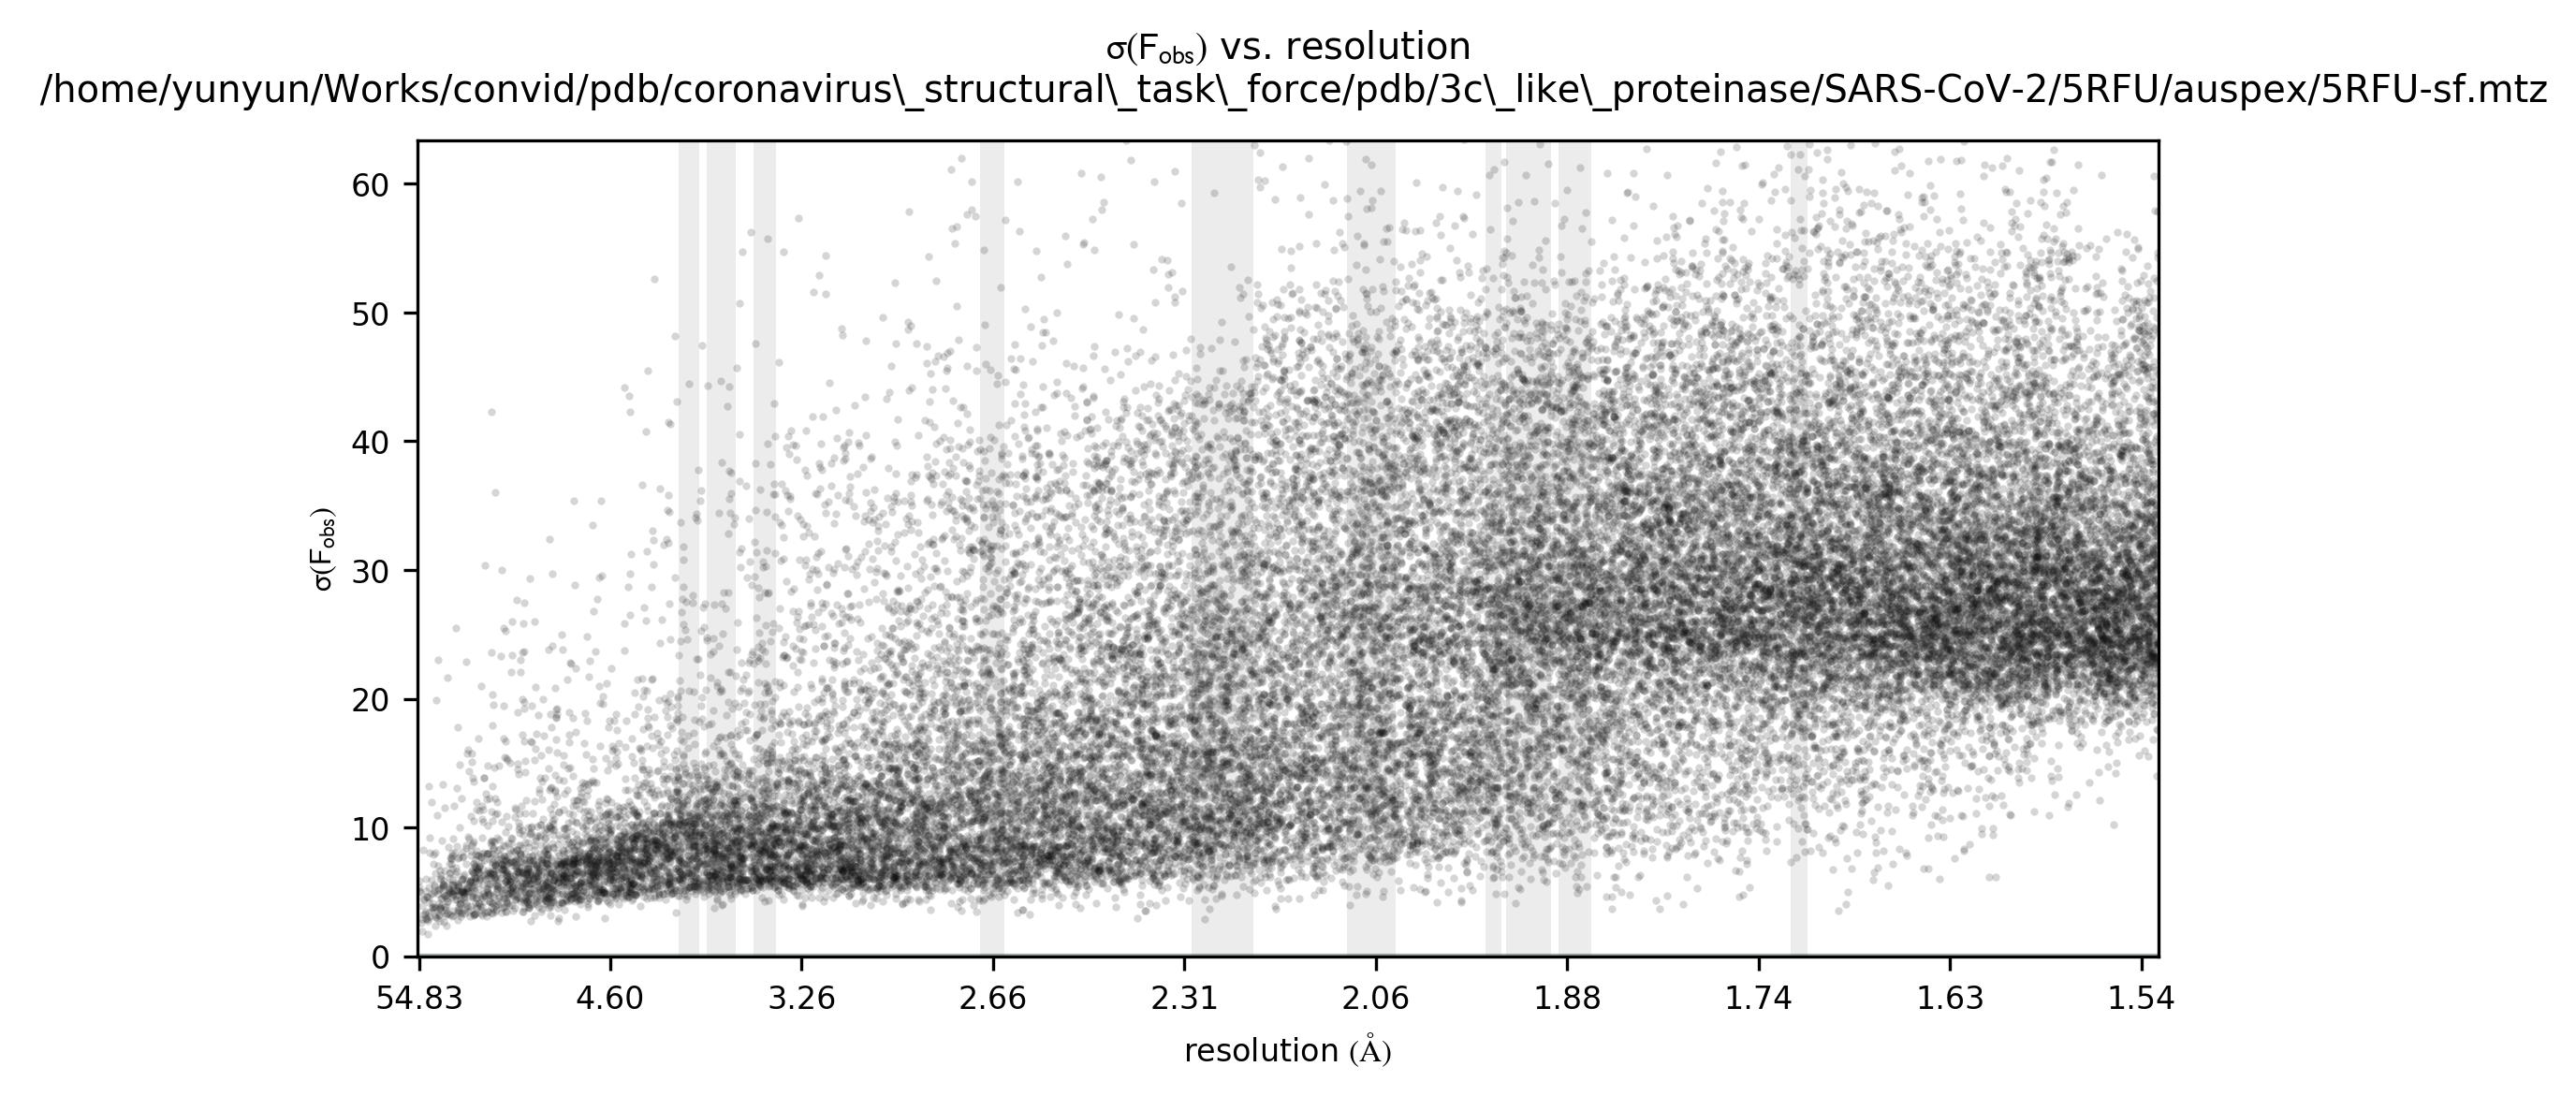 σ(Fobs) vs. resolution
/home/yunyun/Works/convid/pdb/coronavirus\_structural\_task\_force/pdb/3c\_like\_proteinase/SARS-CoV-2/5RFU/auspex/5RFU-sf.mtz
σ(Fobs)
60
50
40
30
20
10
0
54.83 4.60 3.26 2.66 2.31 2.06 1.88 1.74 1.63 1.54
resolution (Å)